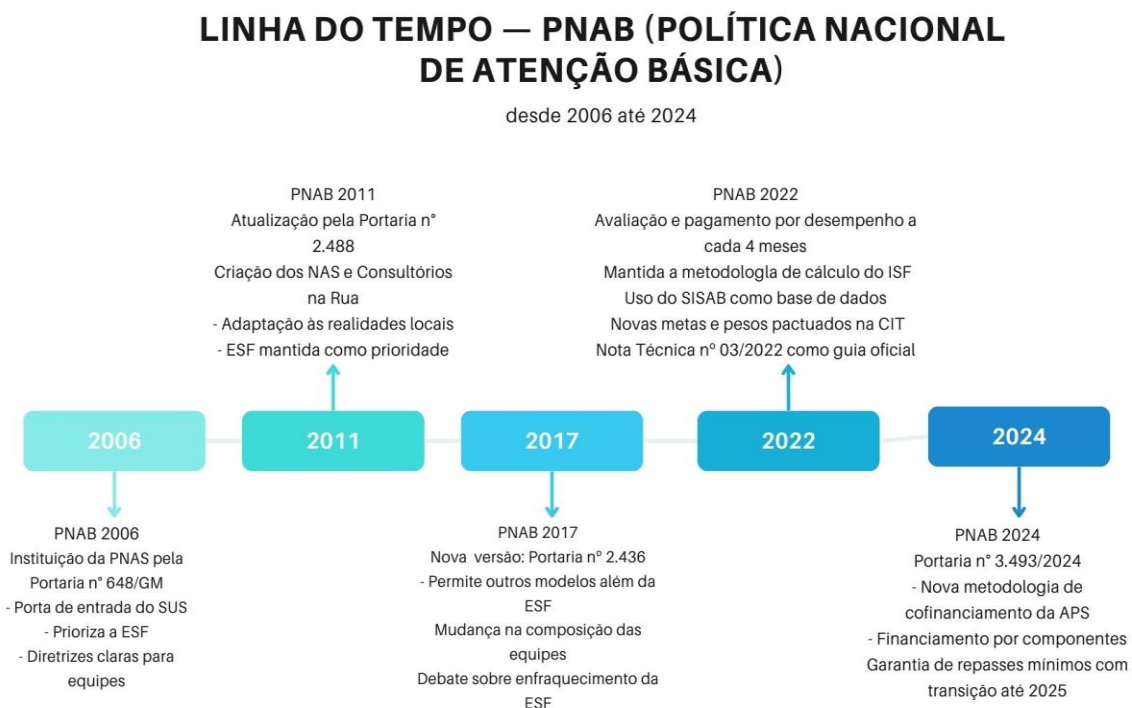 LINHA DO TEMPO — PNAB (POLÍTICA NACIONAL
DE ATENÇÃO BÁSICA)
desde 2006 até 2024
PNAB 2011
Atualização pela Portaria n°
2.488
Criação dos NAS e Consultórios
na Rua
- Adaptação às realidades locais
- ESF mantida como prioridade
PNAB 2022
Avaliação e pagamento por desempenho a
cada 4 meses
Mantida a metodologIa de cálculo do ISF
Uso do SISAB como base de dados
Novas metas e pesos pactuados na CIT
Nota Técnica nº 03/2022 como guia oficial
2006
2011
2017
2022
2024
PNAB 2006
Instituição da PNAS pela
Portaria n° 648/GM
- Porta de entrada do SUS
- Prioriza a ESF
- Diretrizes claras para
equipes
PNAB 2017
Nova versão: Portaria nº 2.436
- Permite outros modelos além da
ESF
Mudança na composição das
equipes
Debate sobre enfraquecimento da
ESF
PNAB 2024
Portaria n° 3.493/2024
- Nova metodologia de
cofinanciamento da APS
- Financiamento por componentes
Garantia de repasses mínimos com
transição até 2025